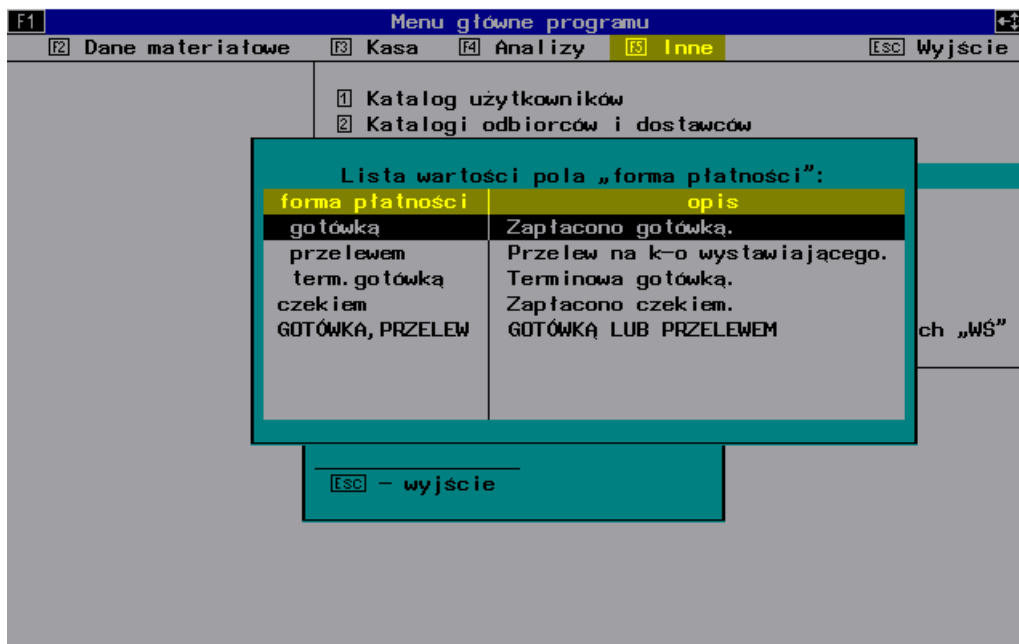 F1 Menu główne programu
F2 Dane materiałowe F3 Kasa F4 Analizy F5 Inne Esc Wyjście
1 Katalog użytkowników
2 Katalogi odbiorców i dostawców
Lista wartości pola „forma płatności”:
forma płatności opis
gotówką Zapłacono gotówką.
przelewem Przelew na k-o wystawiającego.
term.gotówką Terminowa gotówką.
czekiem Zapłacono czekiem.
GOTÓWKA,PRZELEW GOTÓWKĄ LUB PRZELEWEM
ch „WŚ”
Esc - wyjście